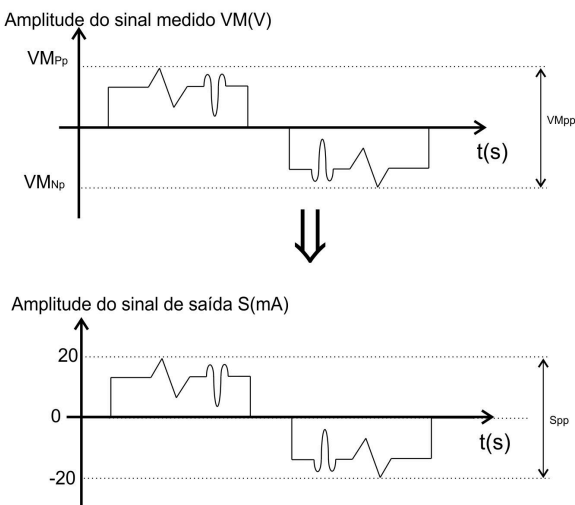 Amplitude do sinal medido VM(V)
VMPp
VMpp
t(s)
VMNp
Amplitude do sinal de saída S(mA)
20
0
Spp
t(s)
-20